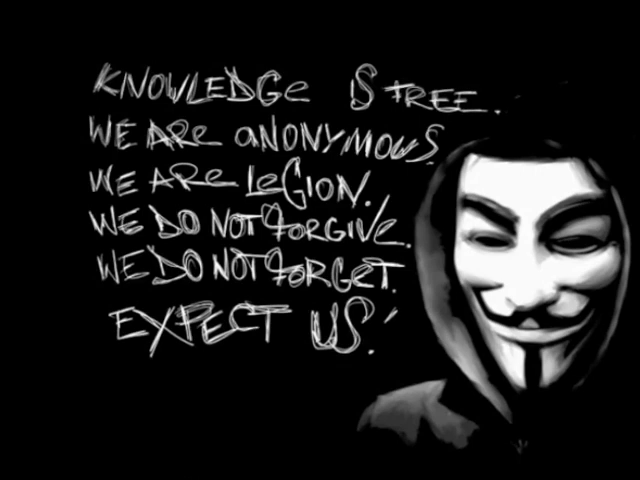 KNOWLEDGe IS FREE.
WE ARe aNONYMOUS.
WE ARe LeGION.
WE DO NOT FORGIVE.
WE DO NOT FORGeT.
EXPECT US!